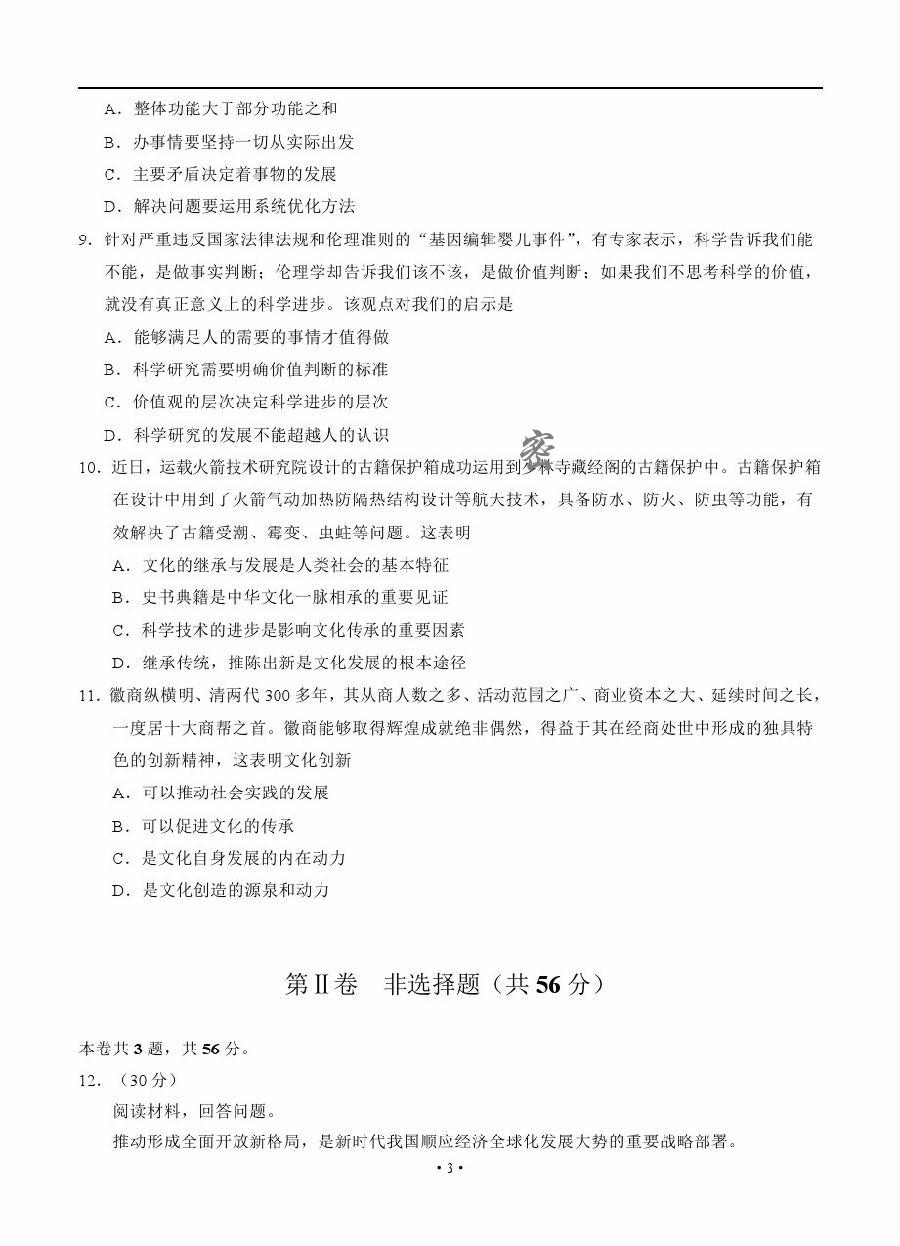 A．整体功能大于部分功能之和
B．办事情要坚持一切从实际出发
C．主要矛盾决定着事物的发展
D．解决问题要运用系统优化方法
9．针对严重违反国家法律法规和伦理准则的“基因编辑婴儿事件”，有专家表示，科学告诉我们能
不能，是做事实判断；伦理学却告诉我们该不该，是做价值判断；如果我们不思考科学的价值，
就没有真正意义上的科学进步。该观点对我们的启示是
A．能够满足人的需要的事情才值得做
B．科学研究需要明确价值判断的标准
C．价值观的层次决定科学进步的层次
D．科学研究的发展不能超越人的认识
密
10．近日，运载火箭技术研究院设计的古籍保护箱成功运用到少林寺藏经阁的古籍保护中。古籍保护箱
在设计中用到了火箭气动加热防隔热结构设计等航天技术，具备防水、防火、防虫等功能，有
效解决了古籍受潮、霉变、虫蛀等问题。这表明
A．文化的继承与发展是人类社会的基本特征
B．史书典籍是中华文化一脉相承的重要见证
C．科学技术的进步是影响文化传承的重要因素
D．继承传统，推陈出新是文化发展的根本途径
11．徽商纵横明、清两代 300 多年，其从商人数之多、活动范围之广、商业资本之大、延续时间之长，
一度居十大商帮之首。徽商能够取得辉煌成就绝非偶然，得益于其在经商处世中形成的独具特
色的创新精神，这表明文化创新
A．可以推动社会实践的发展
B．可以促进文化的传承
C．是文化自身发展的内在动力
D．是文化创造的源泉和动力
第Ⅱ卷 非选择题（共 56 分）
本卷共 3 题，共 56 分。
12．（30 分）
阅读材料，回答问题。
推动形成全面开放新格局，是新时代我国顺应经济全球化发展大势的重要战略部署。
·3·